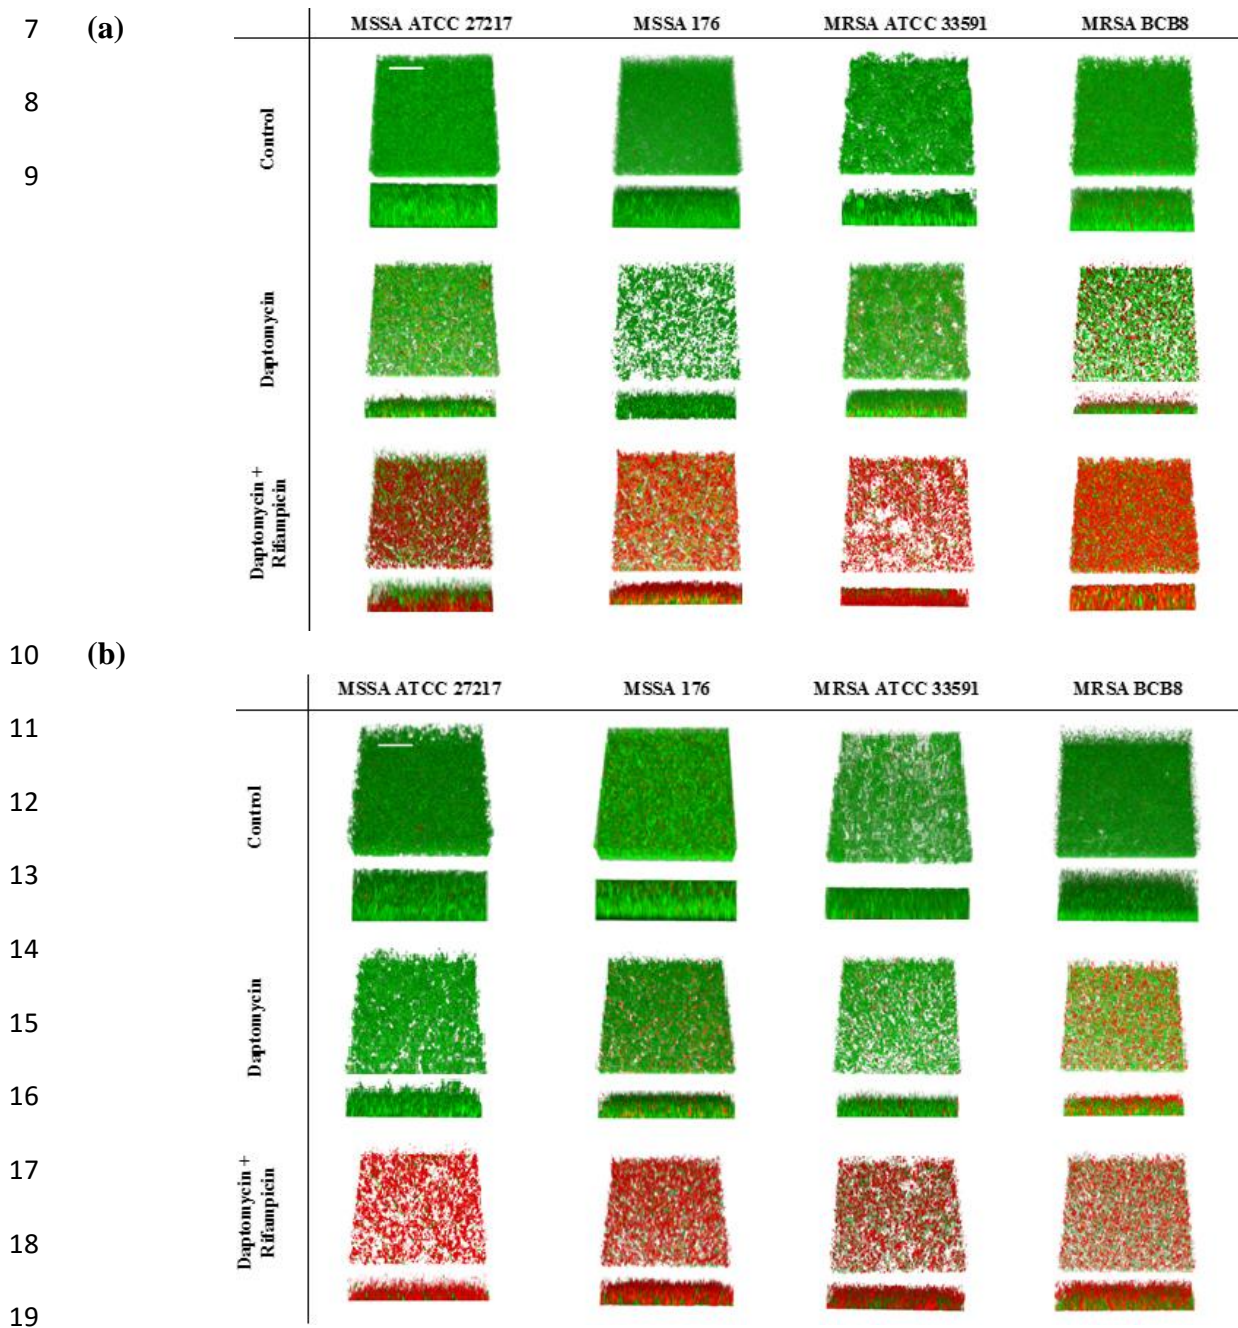 7 (a)
MSSA ATCC 27217 MSSA 176 MRSA ATCC 33591 MRSA BCB8
8
Control
9
Daptomycin
Daptomycin +
Rifampicin
10 (b)
MSSA ATCC 27217 MSSA 176 MRSA ATCC 33591 MRSA BCB8
11
12
Control
13
14
Daptomycin
15
16
17
Daptomycin +
Rifampicin
18
19